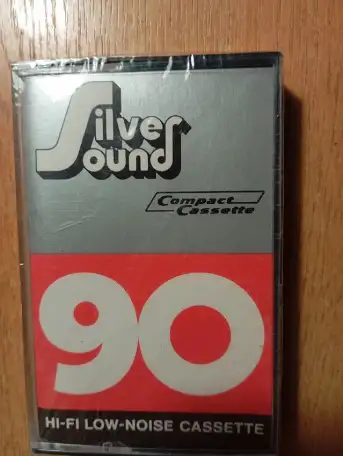 Silver
Sound
Compact
Cassette
90
HI-FI LOW-NOISE CASSETTE